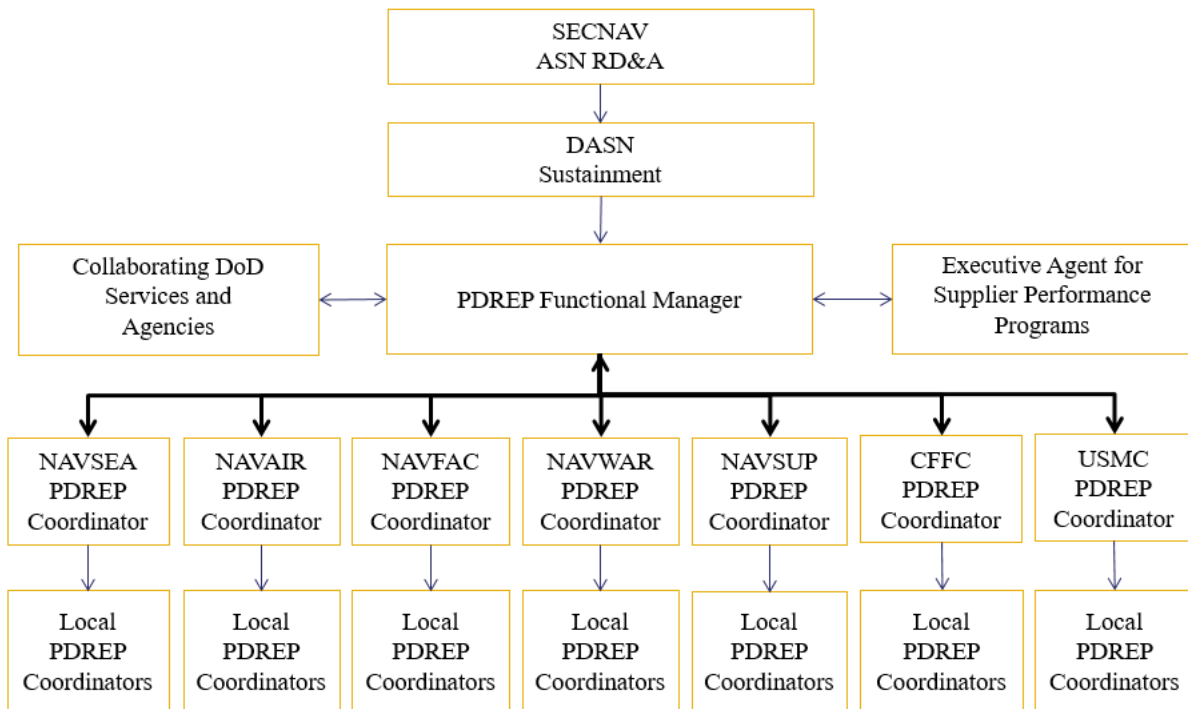 SECNAV
ASN RD&A
DASN
Sustainment
Collaborating DoD
Services and
Agencies
PDREP Functional Manager
Executive Agent for
Supplier Performance
Programs
NAVSEA
PDREP
Coordinator
NAVAIR
PDREP
Coordinator
NAVFAC
PDREP
Coordinator
NAVWAR
PDREP
Coordinator
NAVSUP
PDREP
Coordinator
CFFC
PDREP
Coordinator
USMC
PDREP
Coordinator
Local
PDREP
Coordinators
Local
PDREP
Coordinators
Local
PDREP
Coordinators
Local
PDREP
Coordinators
Local
PDREP
Coordinators
Local
PDREP
Coordinators
Local
PDREP
Coordinators